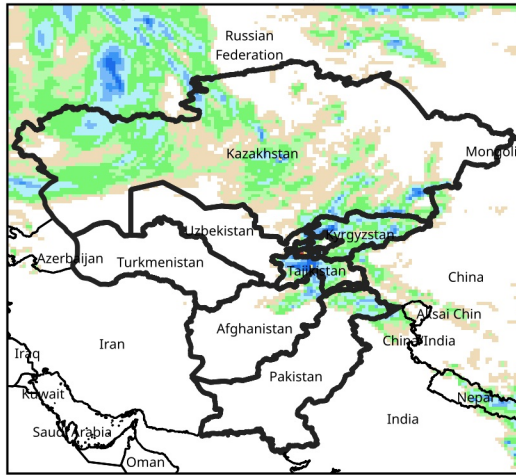 Russian
Federation
Kazakhstan
Mongoli
Uzbekistan
Kyrgyzstan
Azerbaijan
Turkmenistan
Tajikistan
China
Aksai Chin
Afghanistan
China/India
Iran
Iraq
Pakistan
Kuwait
Nepal
India
Saudi Arabia
Oman